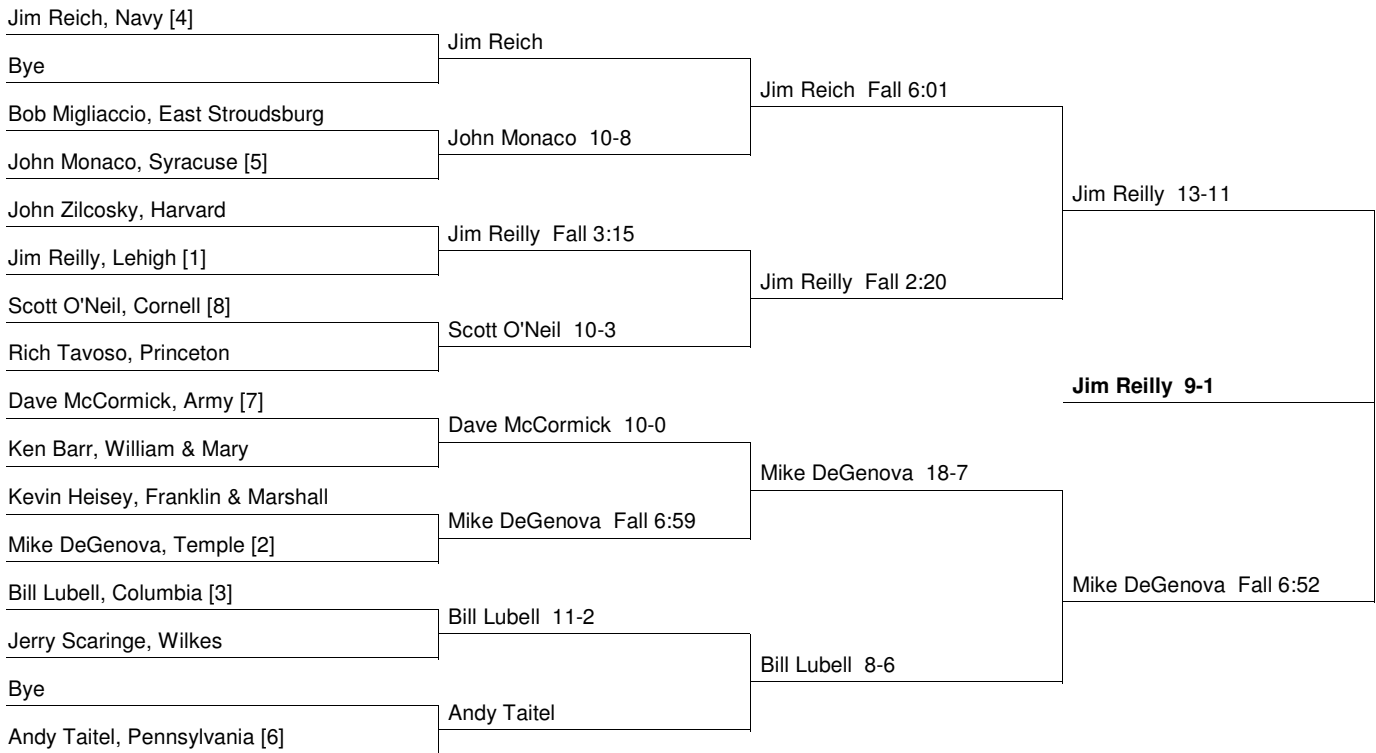 Jim Reich, Navy [4]
Bye
Bob Migliaccio, East Stroudsburg
John Monaco, Syracuse [5]
John Zilcosky, Harvard
Jim Reilly, Lehigh [1]
Scott O'Neil, Cornell [8]
Rich Tavoso, Princeton
Dave McCormick, Army [7]
Ken Barr, William & Mary
Kevin Heisey, Franklin & Marshall
Mike DeGenova, Temple [2]
Bill Lubell, Columbia [3]
Jerry Scaringe, Wilkes
Bye
Andy Taitel, Pennsylvania [6]
Jim Reich
John Monaco 10-8
Jim Reilly Fall 3:15
Scott O'Neil 10-3
Dave McCormick 10-0
Mike DeGenova Fall 6:59
Bill Lubell 11-2
Andy Taitel
Jim Reich Fall 6:01
Jim Reilly Fall 2:20
Mike DeGenova 18-7
Bill Lubell 8-6
Jim Reilly 13-11
Jim Reilly 9-1
Mike DeGenova Fall 6:52